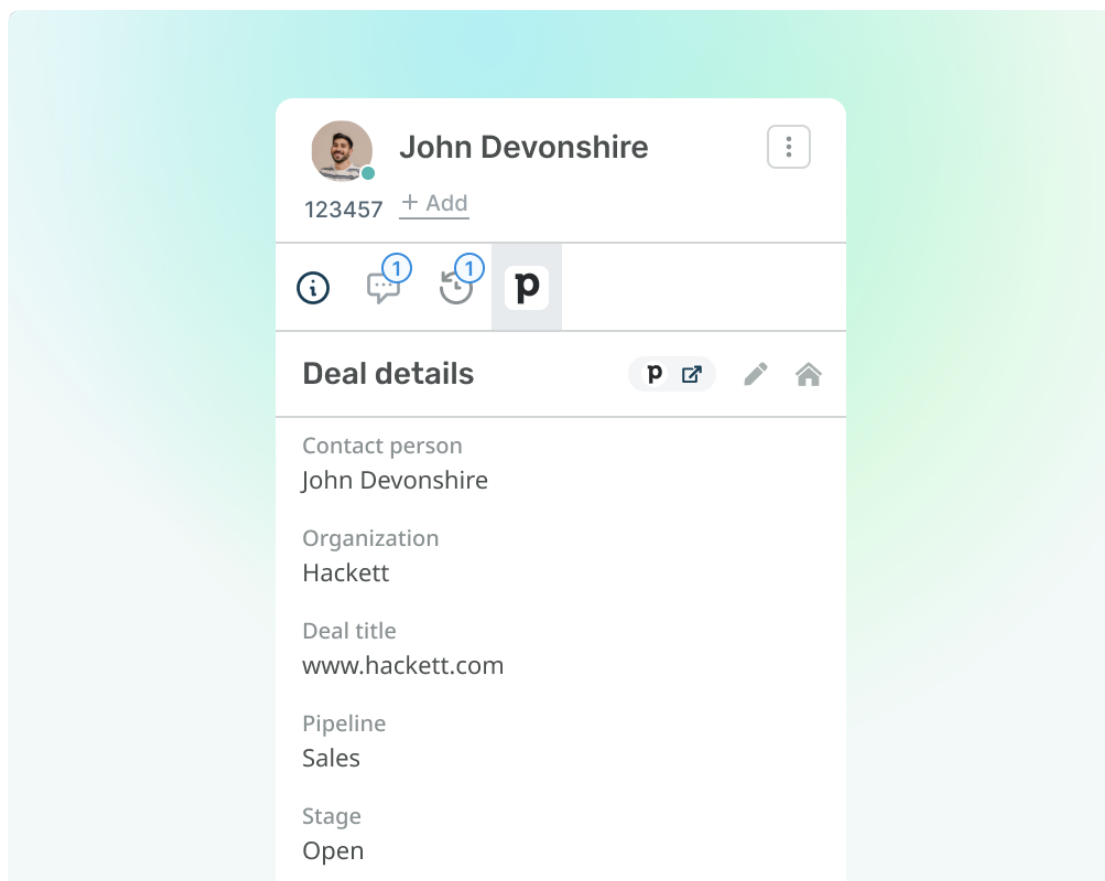 John Devonshire
123457 + Add
1 1 p
Deal details p
Contact person
John Devonshire
Organization
Hackett
Deal title
www.hackett.com
Pipeline
Sales
Stage
Open